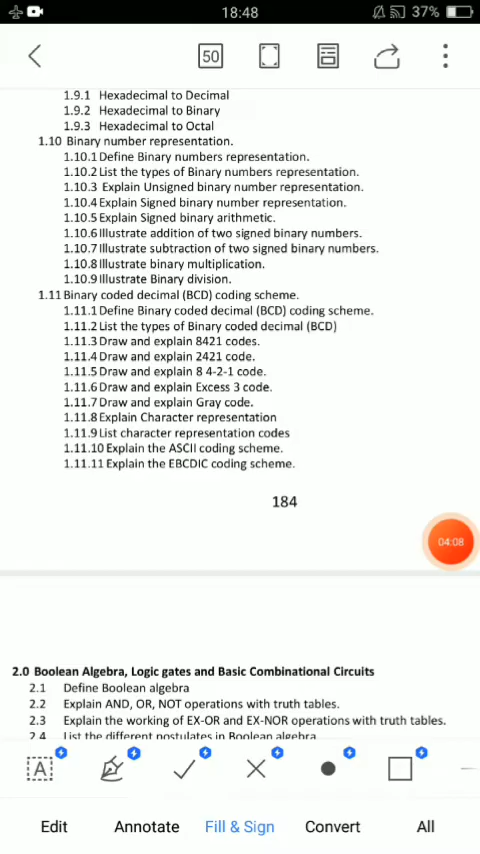 18:48
37%
50
1.9.1 Hexadecimal to Decimal
1.9.2 Hexadecimal to Binary
1.9.3 Hexadecimal to Octal
1.10 Binary number representation.
1.10.1 Define Binary numbers representation.
1.10.2 List the types of Binary numbers representation.
1.10.3 Explain Unsigned binary number representation.
1.10.4 Explain Signed binary number representation.
1.10.5 Explain Signed binary arithmetic.
1.10.6 Illustrate addition of two signed binary numbers.
1.10.7 Illustrate subtraction of two signed binary numbers.
1.10.8 Illustrate binary multiplication.
1.10.9 Illustrate Binary division.
1.11 Binary coded decimal (BCD) coding scheme.
1.11.1 Define Binary coded decimal (BCD) coding scheme.
1.11.2 List the types of Binary coded decimal (BCD)
1.11.3 Draw and explain 8421 codes.
1.11.4 Draw and explain 2421 code.
1.11.5 Draw and explain 8 4-2-1 code.
1.11.6 Draw and explain Excess 3 code.
1.11.7 Draw and explain Gray code.
1.11.8 Explain Character representation
1.11.9 List character representation codes
1.11.10 Explain the ASCII coding scheme.
1.11.11 Explain the EBCDIC coding scheme.
184
04:08
2.0 Boolean Algebra, Logic gates and Basic Combinational Circuits
2.1 Define Boolean algebra
2.2 Explain AND, OR, NOT operations with truth tables.
2.3 Explain the working of EX-OR and EX-NOR operations with truth tables.
2.4 List the different postulates in Boolean algebra
A
Edit Annotate Fill & Sign Convert All